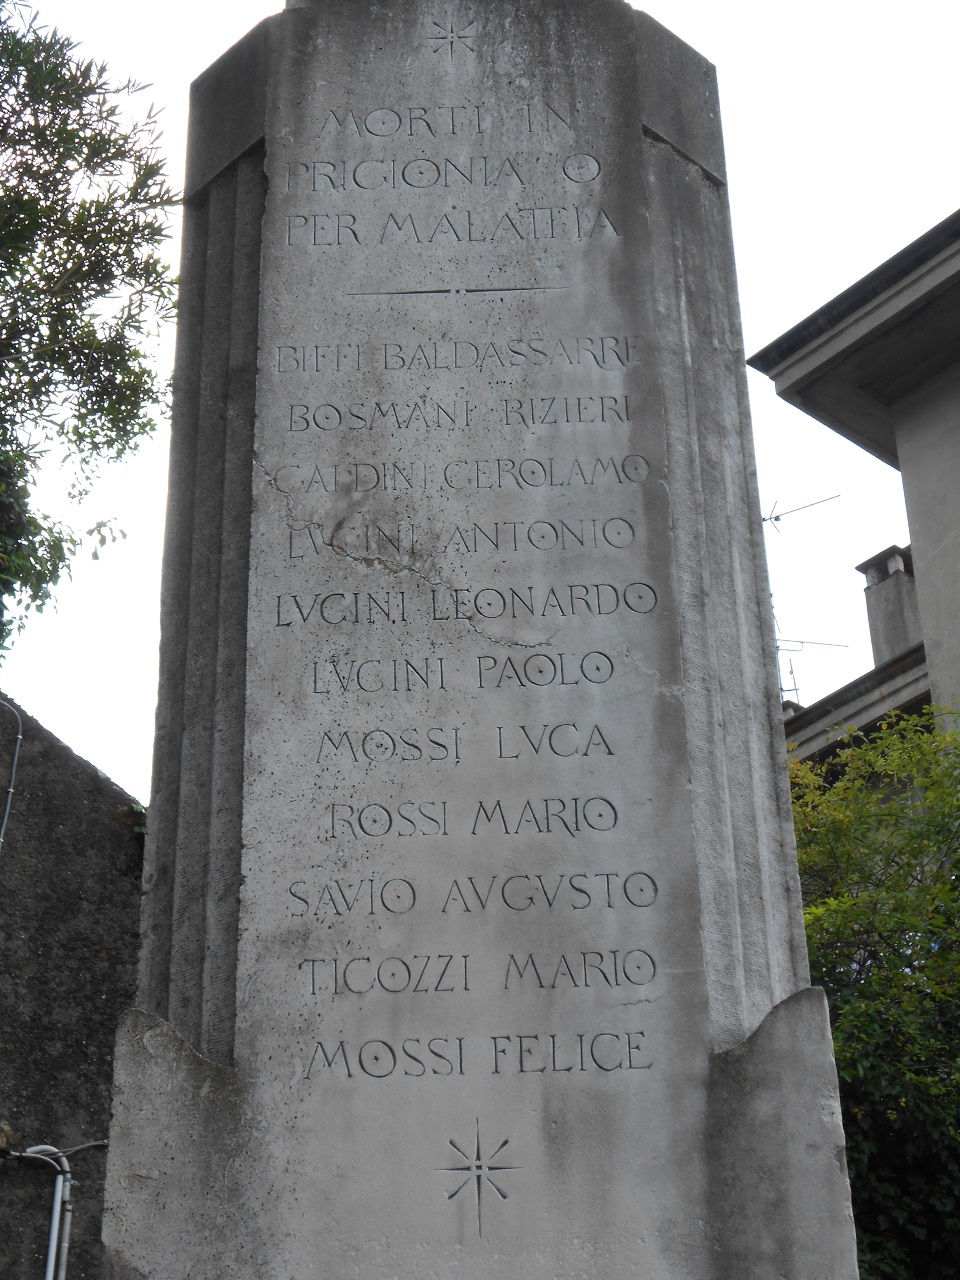 MORTI IN
PRIGIONIA O
PER MALATTIA
BIFFI BALDASSARRE
BOSMANI RIZIERI
CALDINI GEROLAMO
LVCINI ANTONIO
LVCINI LEONARDO
LVCINI PAOLO
MOSSI LVCA
ROSSI MARIO
SAVIO AVGVSTO
TICOZZI MARIO
MOSSI FELICE